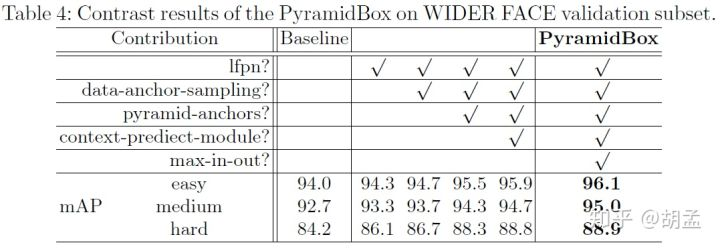 Table 4: Contrast results of the PyramidBox on WIDER FACE validation subset.
Contribution Baseline PyramidBox
lfpn? √ √ √ √ √
data-anchor-sampling? √ √ √ √
pyramid-anchors? √ √ √
context-prediect-module? √ √
max-in-out? √
easy 94.0 94.3 94.7 95.5 95.9 96.1
mAP medium 92.7 93.3 93.7 94.3 94.7 95.0
hard 84.2 86.1 86.7 88.3 88.8 88.9
知乎 @胡孟